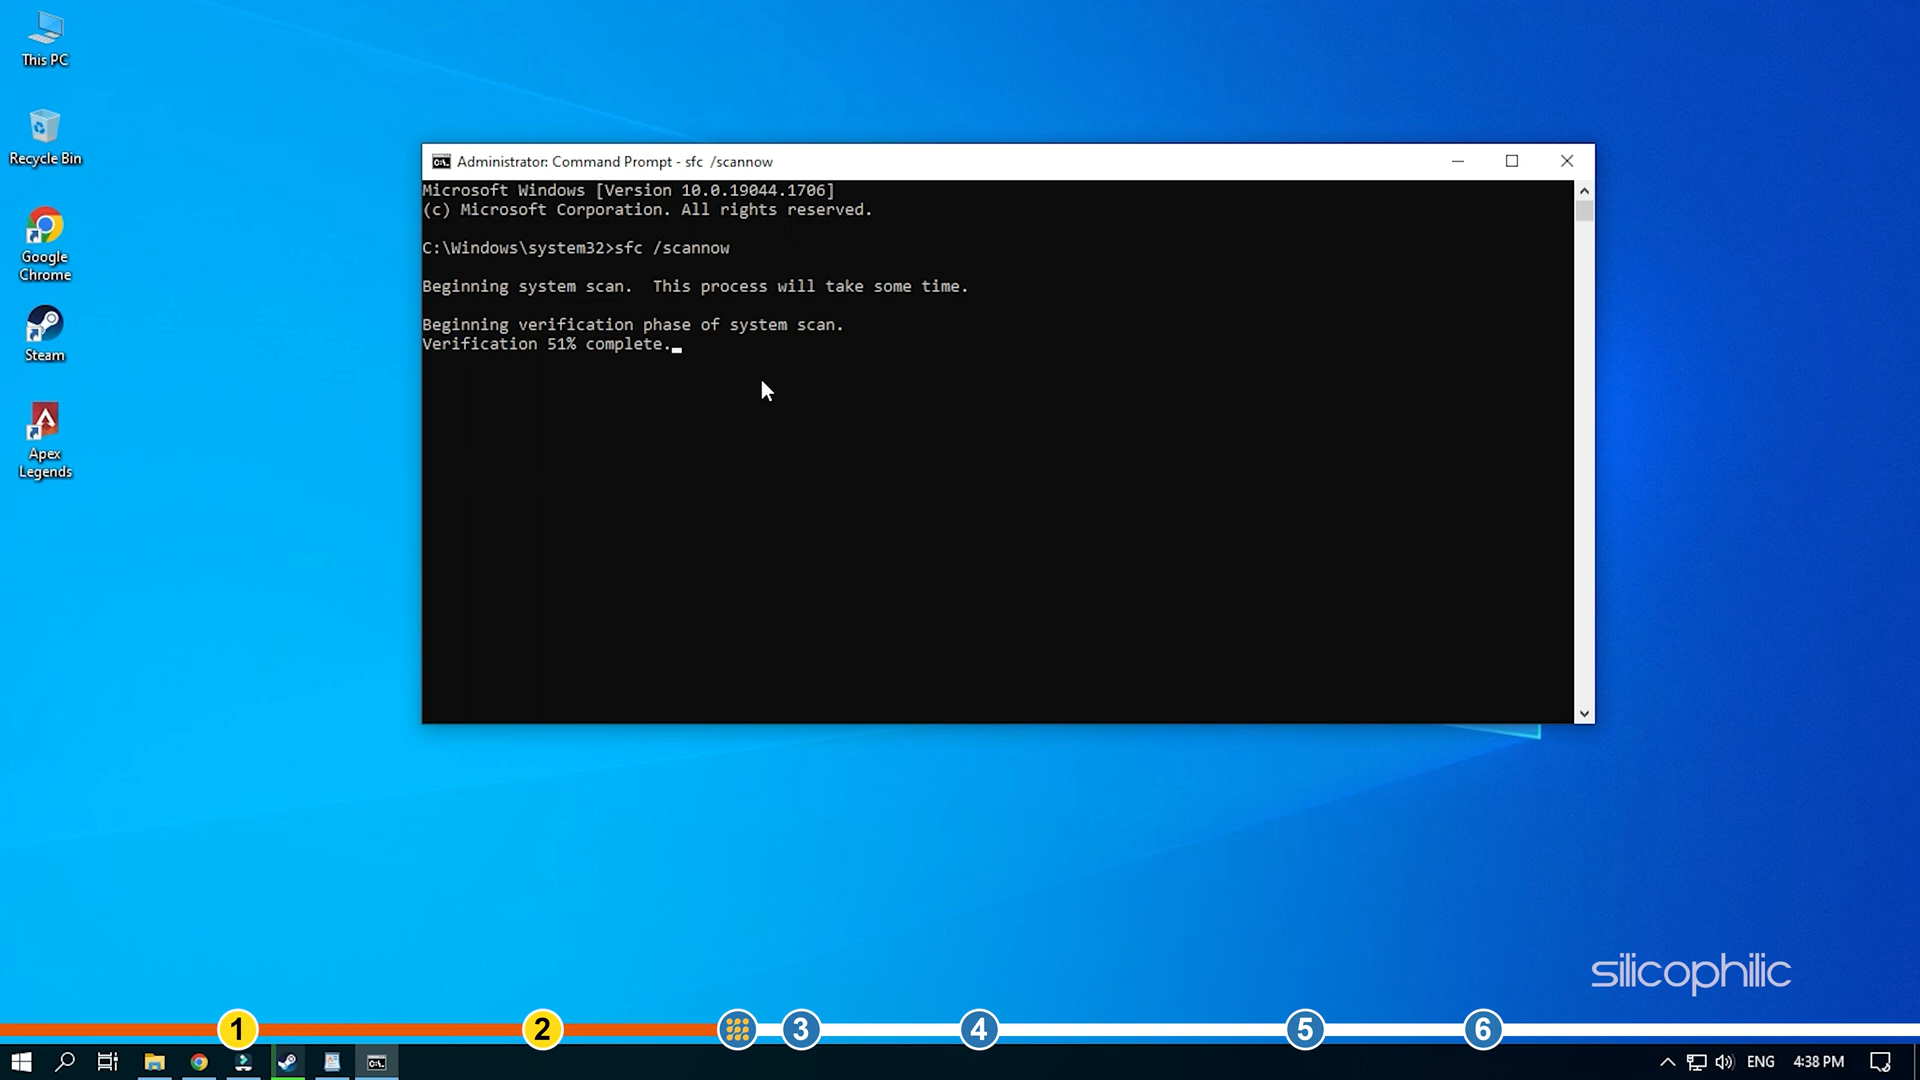 This PC
Recycle Bin
Google
Chrome
Steam
Apex
Legends
Administrator: Command Prompt - sfc  /scannow
Microsoft Windows [Version 10.0.19044.1706]
(c) Microsoft Corporation. All rights reserved.
C:\Windows\system32>sfc /scannow
Beginning system scan.  This process will take some time.
Beginning verification phase of system scan.
Verification 51% complete.
silicophilic
1 2 3 4 5 6
ENG 4:38 PM